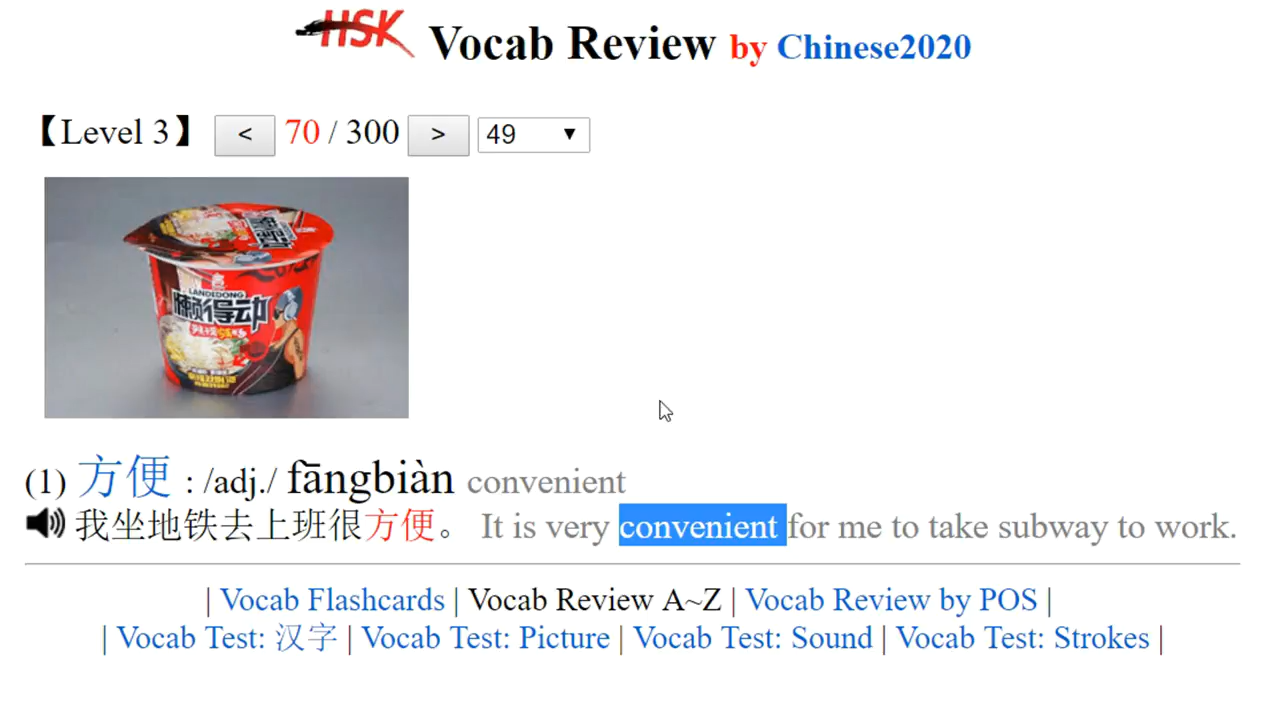 HSK Vocab Review by Chinese2020
【Level 3】 < 70 / 300 > 49 ▼
LANDEDONG
懒得动
(1) 方便 : /adj./ fāngbiàn convenient
我坐地铁去上班很方便。 It is very convenient for me to take subway to work.
| Vocab Flashcards | Vocab Review A~Z | Vocab Review by POS |
| Vocab Test: 汉字 | Vocab Test: Picture | Vocab Test: Sound | Vocab Test: Strokes |